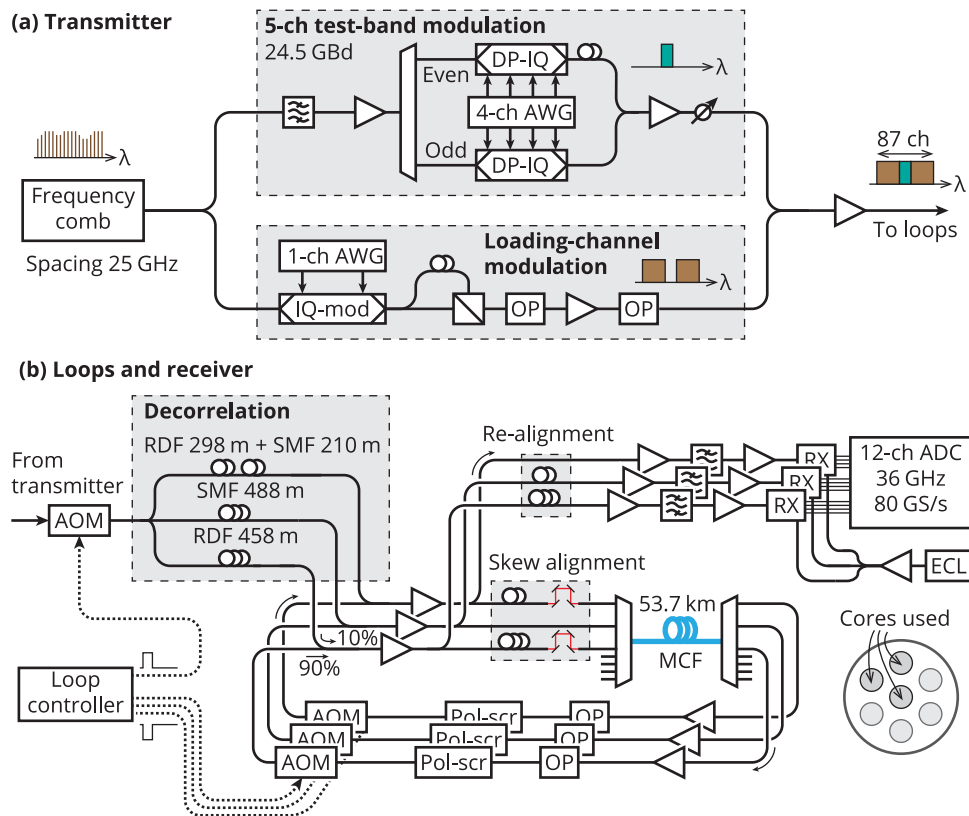 (a) Transmitter
5-ch test-band modulation
24.5 GBd
DP-IQ
Even
4-ch AWG
Odd
DP-IQ
λ
λ
Frequency
comb
Spacing 25 GHz
87 ch
λ
To loops
1-ch AWG
Loading-channel
modulation
IQ-mod
OP
OP
λ
(b) Loops and receiver
Decorrelation
RDF 298 m + SMF 210 m
SMF 488 m
RDF 458 m
From
transmitter
AOM
Re-alignment
RX
RX
RX
12-ch ADC
36 GHz
80 GS/s
ECL
Skew alignment
10%
90%
53.7 km
MCF
Cores used
Loop
controller
AOM
Pol-scr
OP
AOM
Pol-scr
OP
AOM
Pol-scr
OP